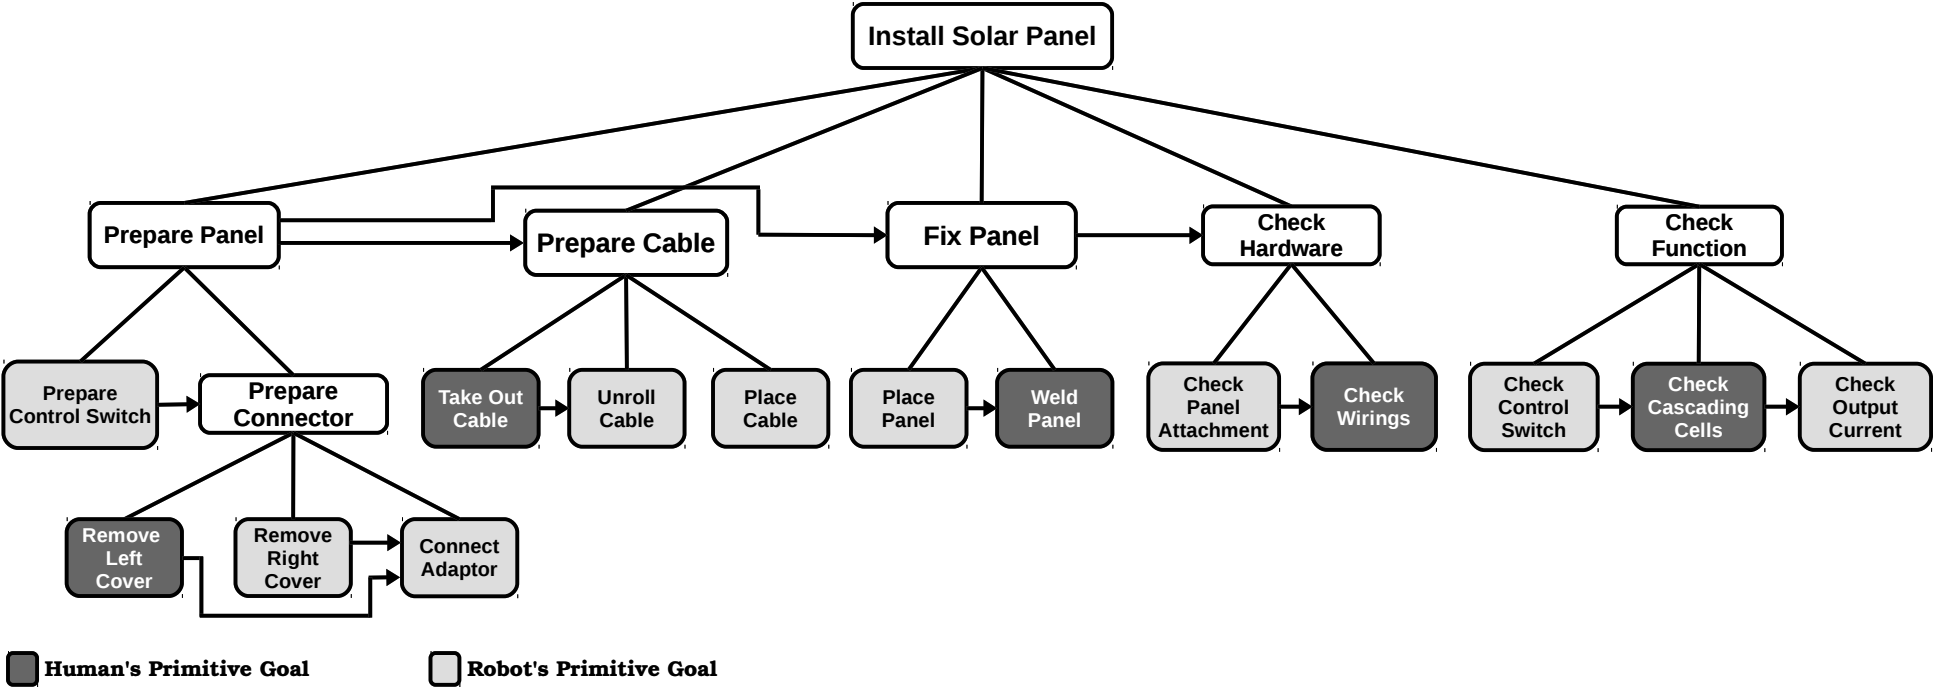 Install Solar Panel
Prepare Panel
Prepare Cable
Fix Panel
Check
Hardware
Check
Function
Prepare
Control Switch
Prepare
Connector
Take Out
Cable
Unroll
Cable
Place
Cable
Place
Panel
Weld
Panel
Check
Panel
Attachment
Check
Wirings
Check
Control
Switch
Check
Cascading
Cells
Check
Output
Current
Remove
Left
Cover
Remove
Right
Cover
Connect
Adaptor
Human's Primitive Goal
Robot's Primitive Goal